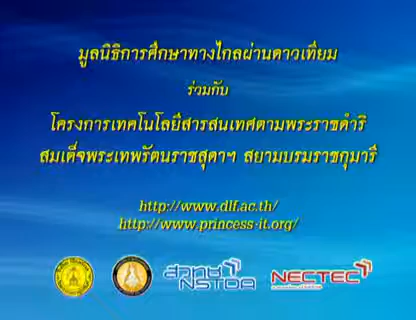 มูลนิธิการศึกษาทางไกลผ่านดาวเทียม
ร่วมกับ
โครงการเทคโนโลยีสารสนเทศตามพระราชดำริ
สมเด็จพระเทพรัตนราชสุดาฯ สยามบรมราชกุมารี
http://www.dlf.ac.th/
http://www.princess-it.org/
สวทช NECTEC
NSTDA